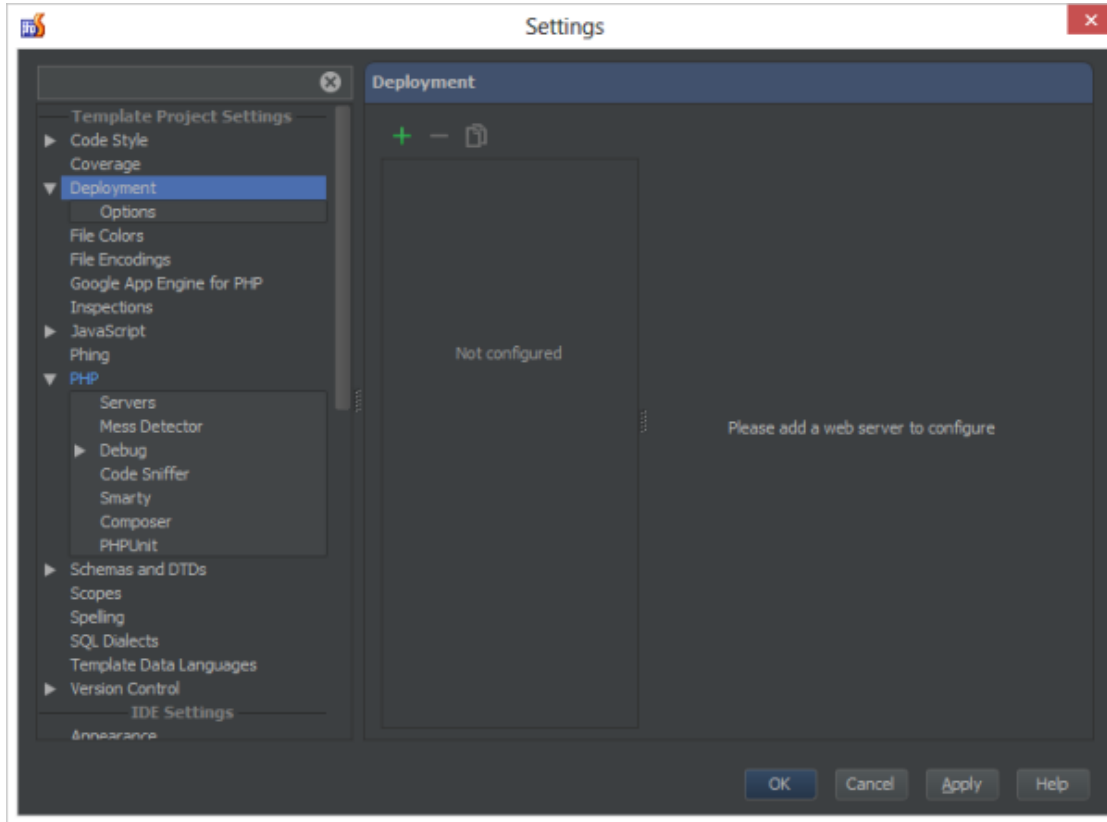 Settings
Deployment
Template Project Settings
Code Style
Coverage
Deployment
Options
File Colors
File Encodings
Google App Engine for PHP
Inspections
JavaScript
Phing
PHP
Servers
Mess Detector
Debug
Code Sniffer
Smarty
Composer
PHPUnit
Schemas and DTDs
Scopes
Spelling
SQL Dialects
Template Data Languages
Version Control
IDE Settings
Appearance
Not configured
Please add a web server to configure
OK
Cancel
Apply
Help